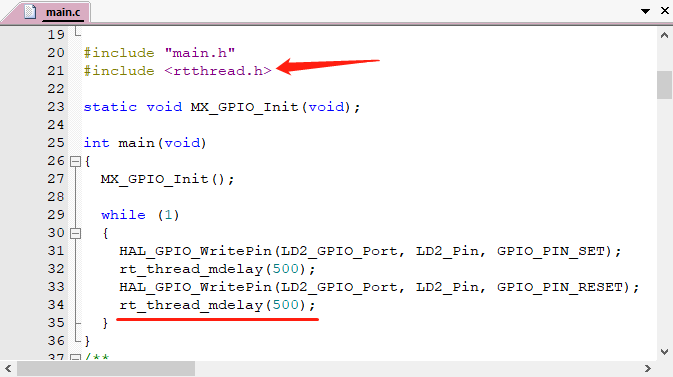 main.c
19
20 #include "main.h"
21 #include <rtthread.h>
22
23 static void MX_GPIO_Init(void);
24
25 int main(void)
26 {
27 MX_GPIO_Init();
28
29 while (1)
30 {
31 HAL_GPIO_WritePin(LD2_GPIO_Port, LD2_Pin, GPIO_PIN_SET);
32 rt_thread_mdelay(500);
33 HAL_GPIO_WritePin(LD2_GPIO_Port, LD2_Pin, GPIO_PIN_RESET);
34 rt_thread_mdelay(500);
35 }
36 }
37 /**